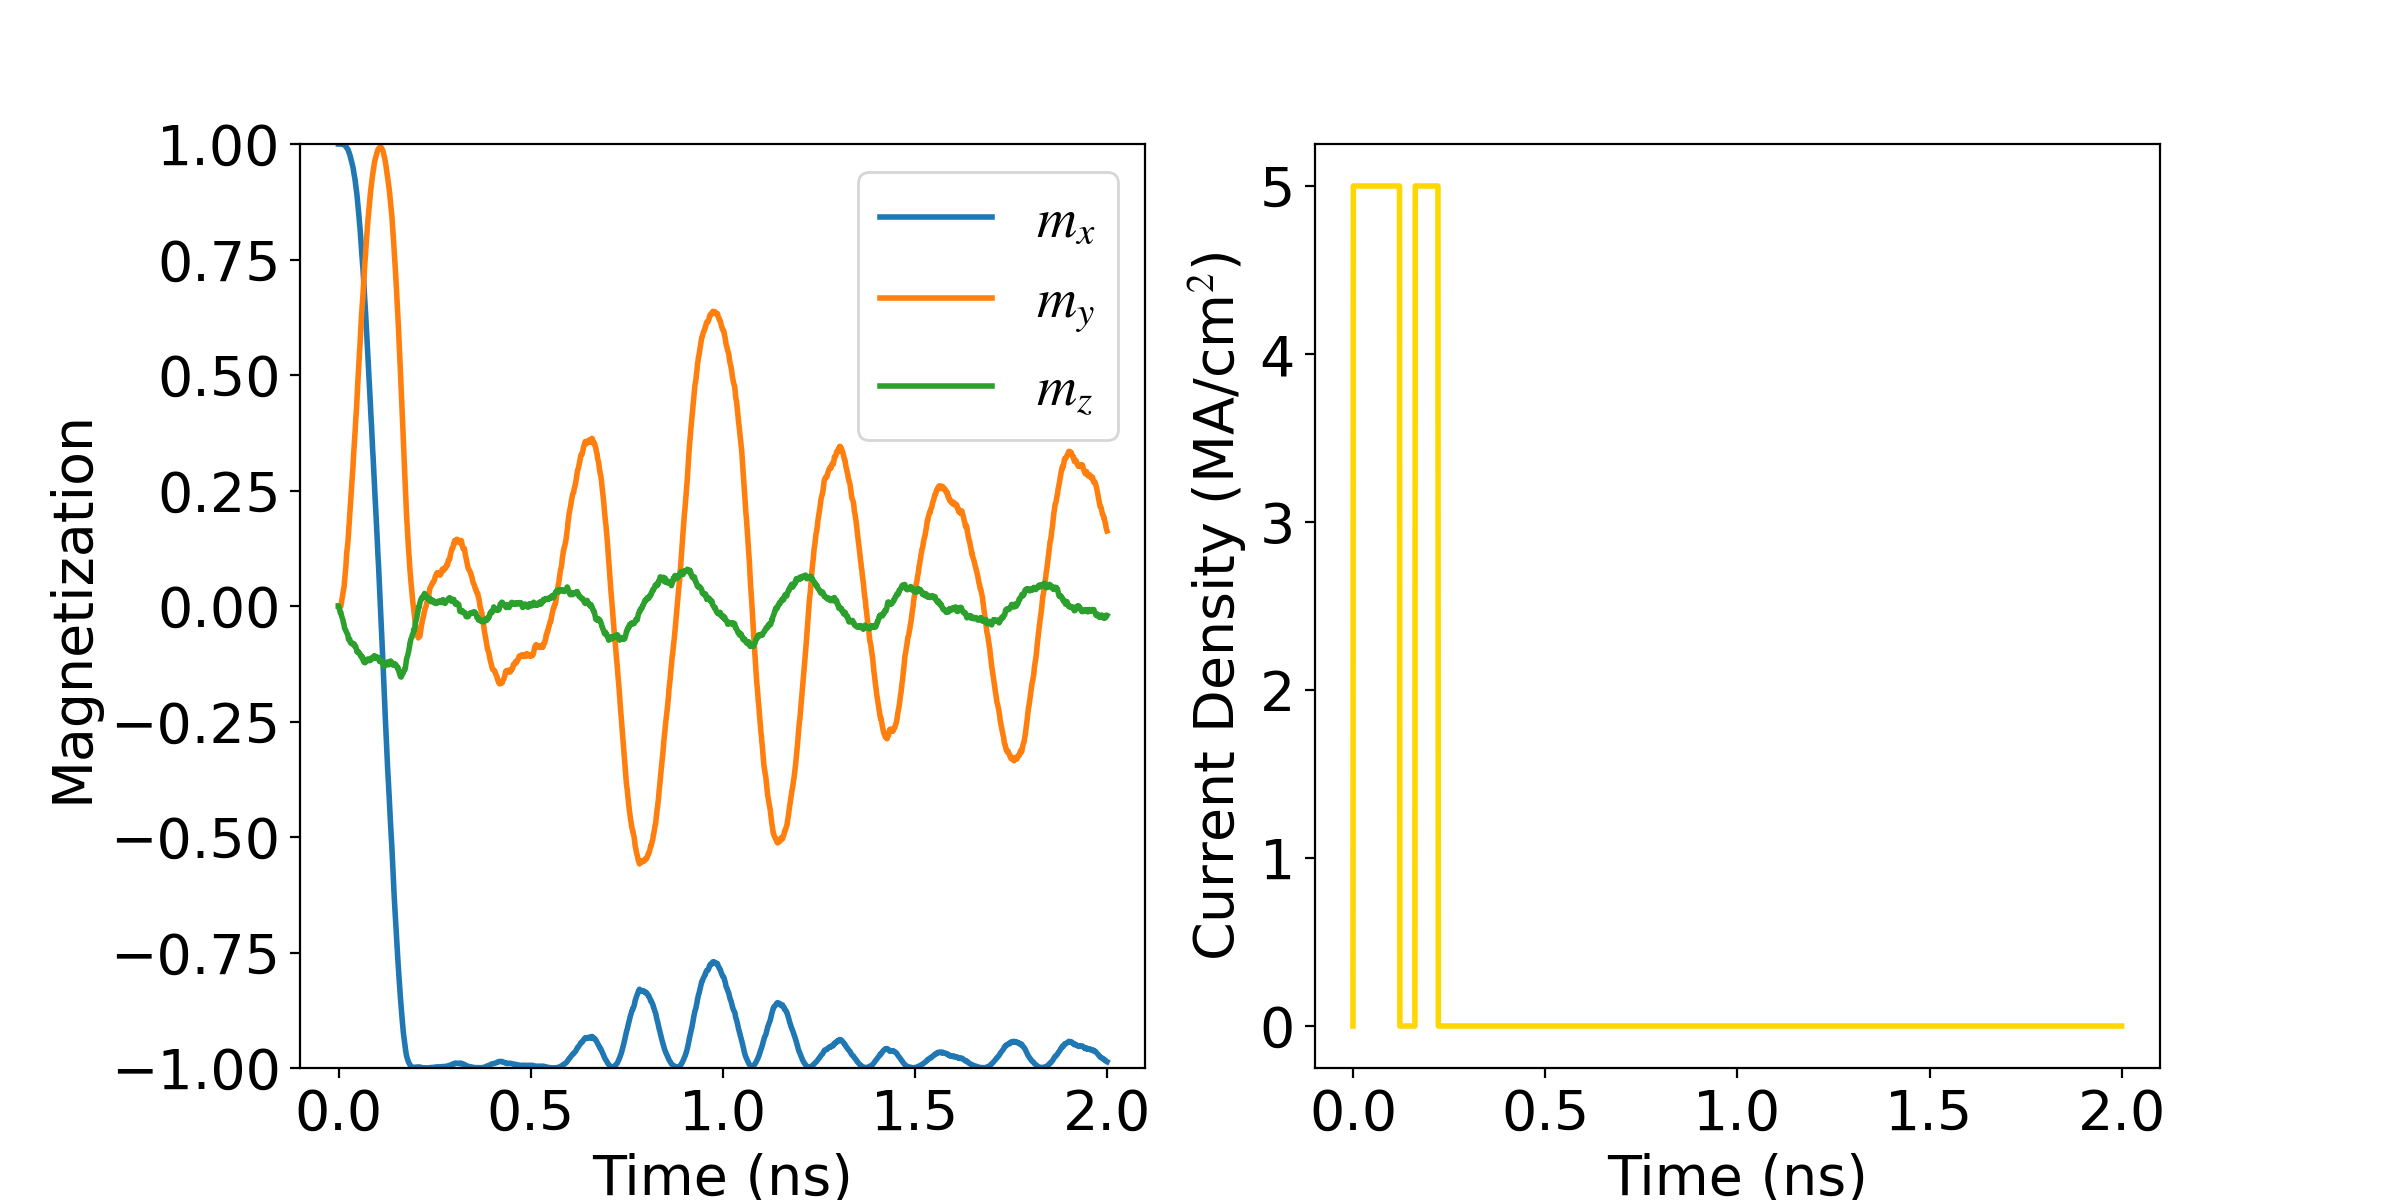 Magnetization
1.00
0.75
0.50
0.25
0.00
−0.25
−0.50
−0.75
−1.00
0.0 0.5 1.0 1.5 2.0
Time (ns)
m_x
m_y
m_z
Current Density (MA/cm²)
5
4
3
2
1
0
0.0 0.5 1.0 1.5 2.0
Time (ns)